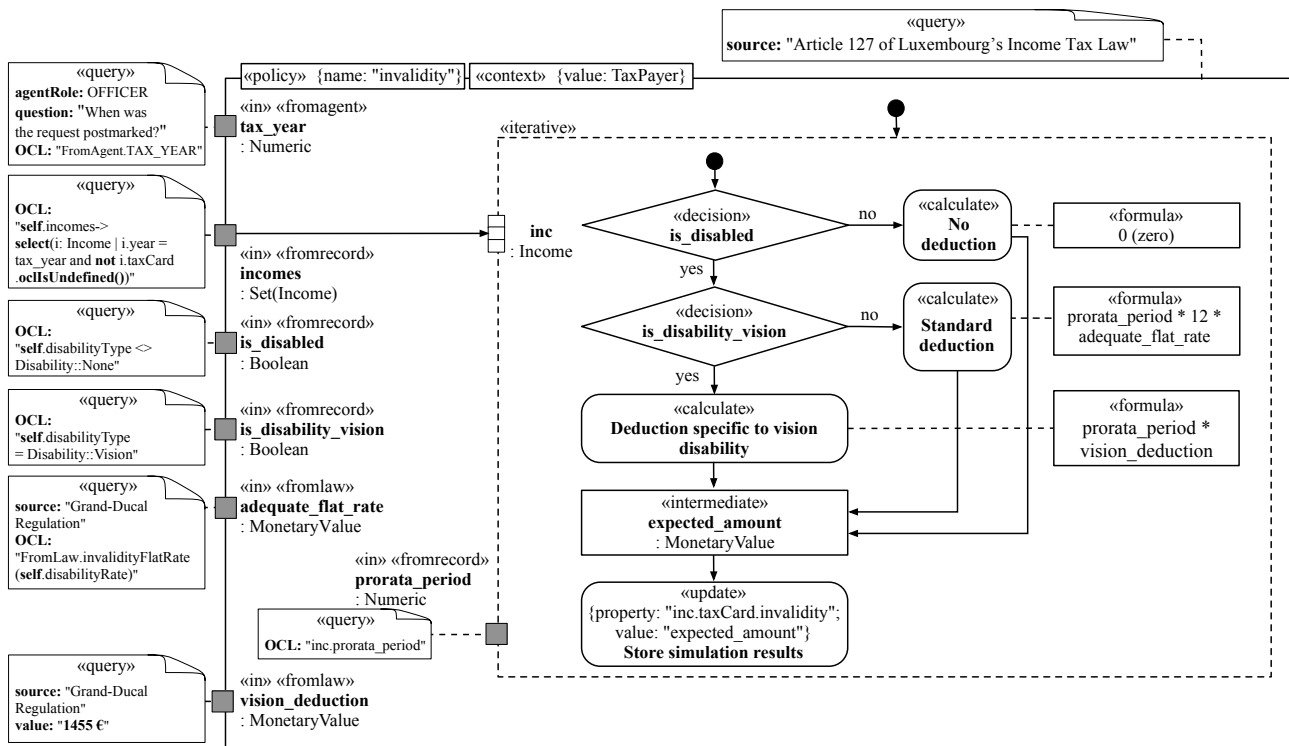 «query»
source: "Article 127 of Luxembourg's Income Tax Law"
«policy» {name: "invalidity"}
«context» {value: TaxPayer}
«query»
agentRole: OFFICER
question: "When was
the request postmarked?"
OCL: "FromAgent.TAX_YEAR"
«in» «fromagent»
tax_year
: Numeric
«query»
OCL:
"self.incomes->
select(i: Income | i.year =
tax_year and not i.taxCard
.oclIsUndefined())"
«in» «fromrecord»
incomes
: Set(Income)
«query»
OCL:
"self.disabilityType <>
Disability::None"
«in» «fromrecord»
is_disabled
: Boolean
«query»
OCL:
"self.disabilityType
= Disability::Vision"
«in» «fromrecord»
is_disability_vision
: Boolean
«query»
source: "Grand-Ducal
Regulation"
OCL:
"FromLaw.invalidityFlatRate
(self.disabilityRate)"
«in» «fromlaw»
adequate_flat_rate
: MonetaryValue
«in» «fromrecord»
prorata_period
: Numeric
«query»
OCL: "inc.prorata_period"
«query»
source: "Grand-Ducal
Regulation"
value: "1455 €"
«in» «fromlaw»
vision_deduction
: MonetaryValue
«iterative»
inc
: Income
«decision»
is_disabled
no
yes
«calculate»
No
deduction
«formula»
0 (zero)
«decision»
is_disability_vision
no
yes
«calculate»
Standard
deduction
«formula»
prorata_period * 12 *
adequate_flat_rate
«calculate»
Deduction specific to vision
disability
«formula»
prorata_period *
vision_deduction
«intermediate»
expected_amount
: MonetaryValue
«update»
{property: "inc.taxCard.invalidity";
value: "expected_amount"}
Store simulation results